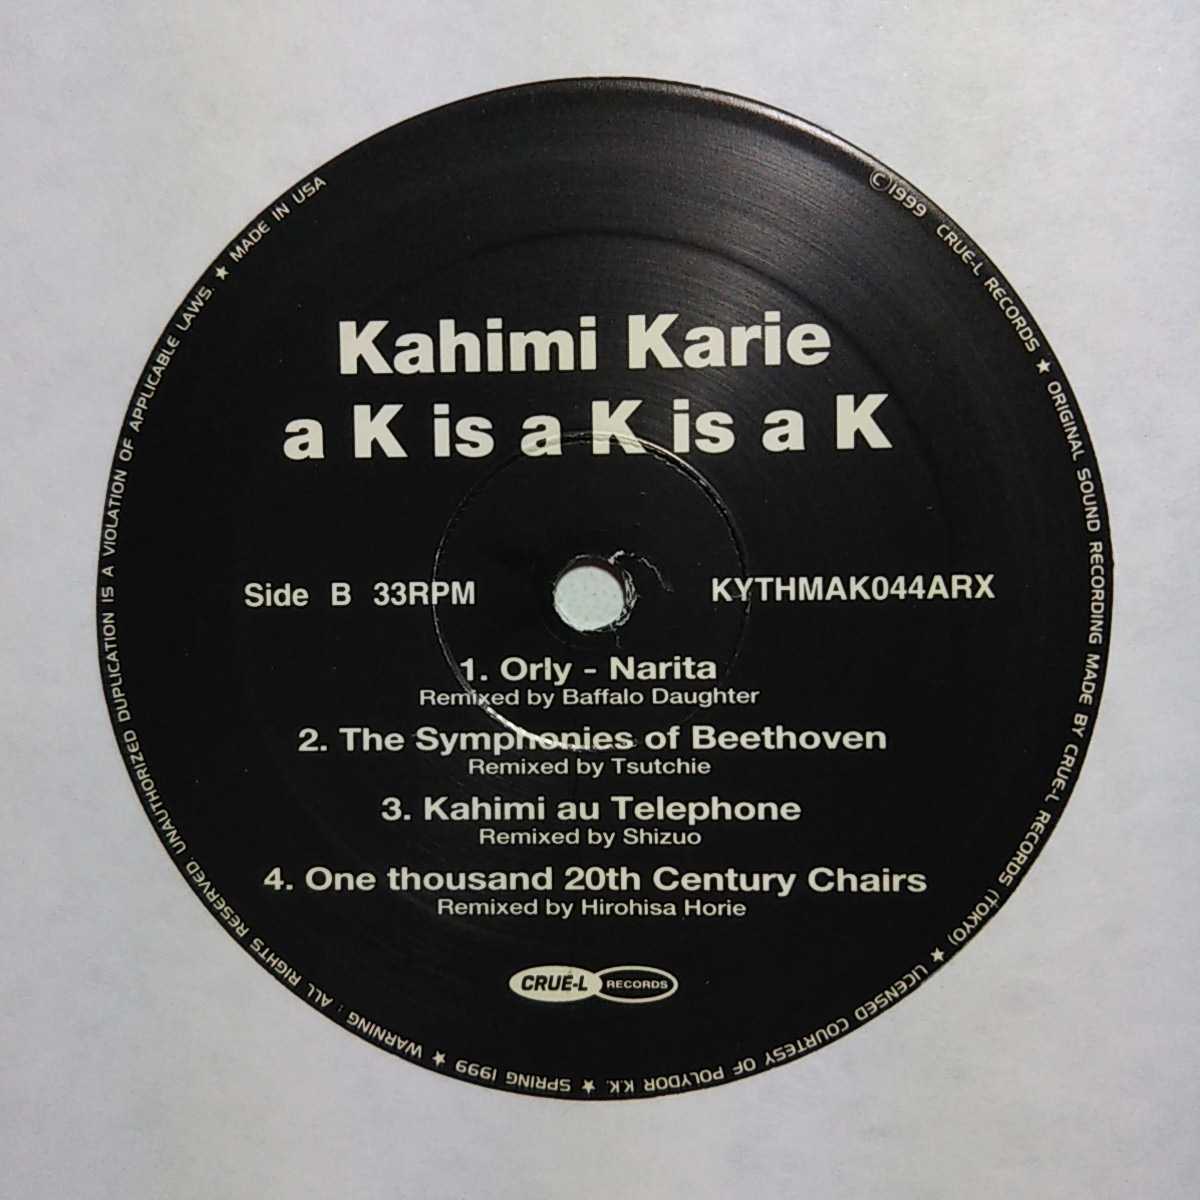 Kahimi Karie
a K is a K is a K
Side B 33RPM
KYTHMAK044ARX
1. Orly - Narita
Remixed by Baffalo Daughter
2. The Symphonies of Beethoven
Remixed by Tsutchie
3. Kahimi au Telephone
Remixed by Shizuo
4. One thousand 20th Century Chairs
Remixed by Hirohisa Horie
CRUE-L RECORDS
©1999 CRUE-L RECORDS ★ ORIGINAL SOUND RECORDING MADE BY CRUE-L RECORDS (TOKYO) ★ LICENSED COURTESY OF POLYDOR K.K. ★ SPRING 1999 ★ WARNING : ALL RIGHTS RESERVED. UNAUTHORIZED DUPLICATION IS A VIOLATION OF APPLICABLE LAWS. ★ MADE IN USA